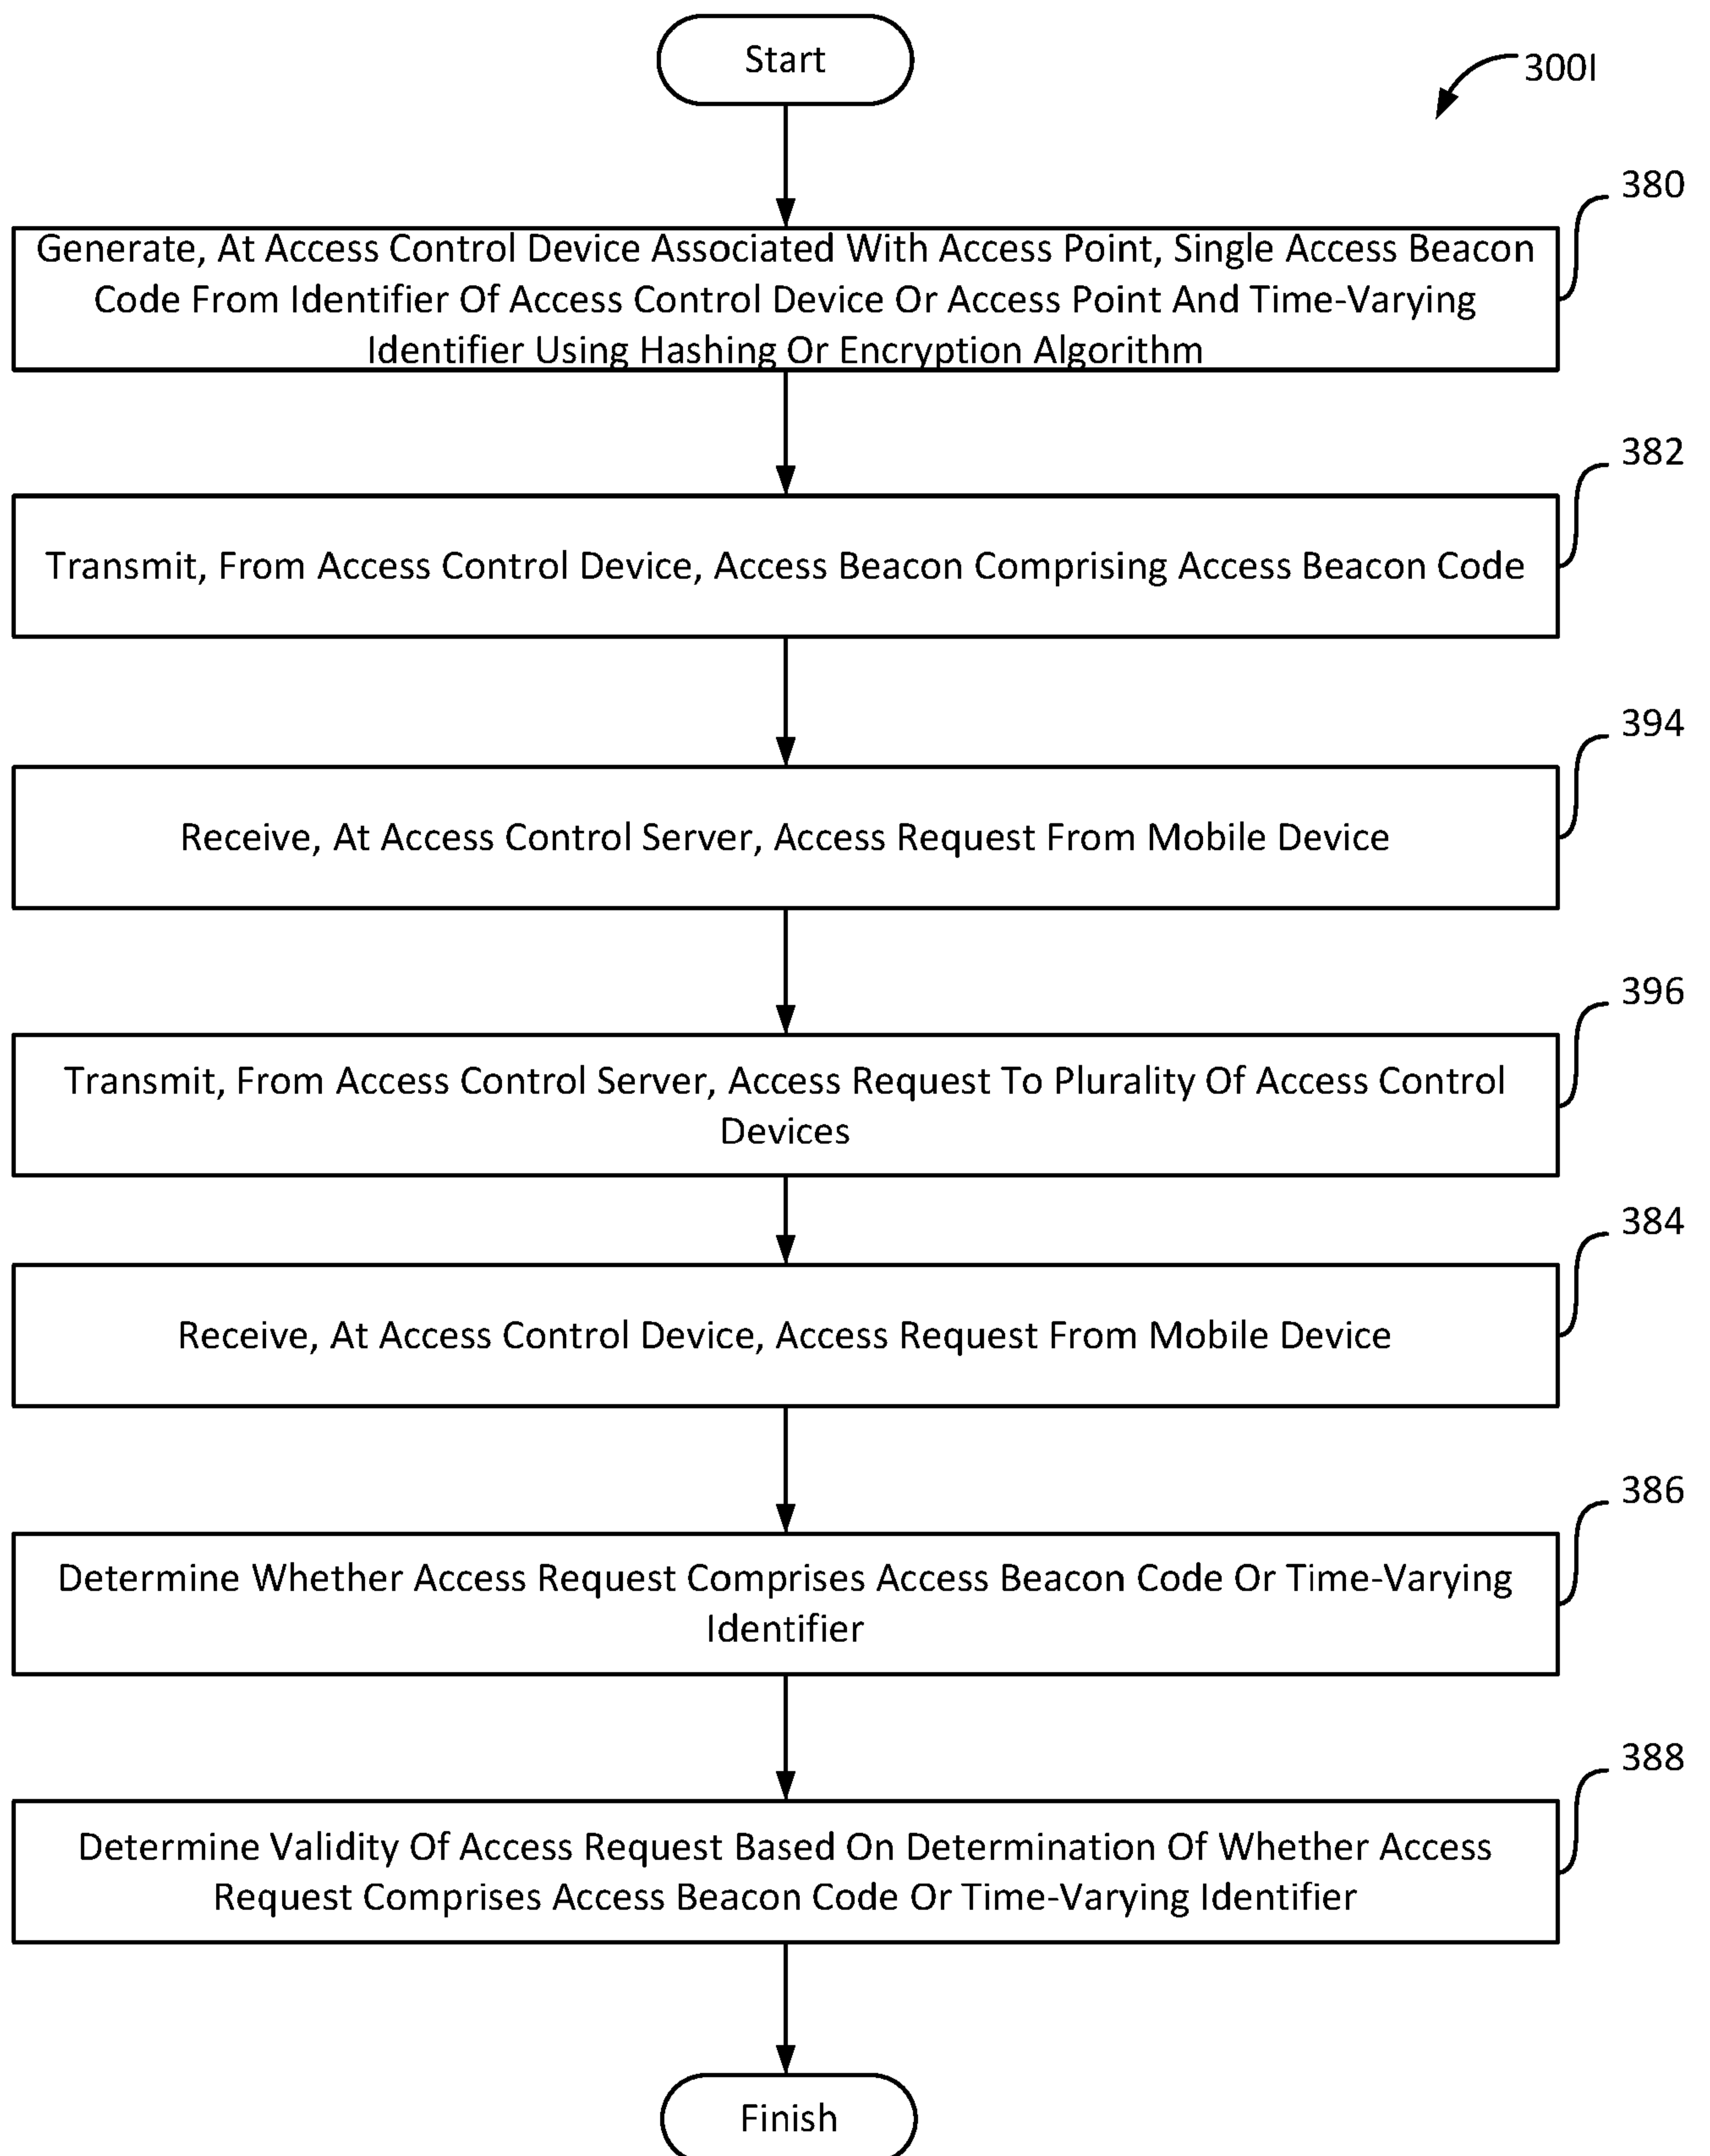 Start
300I
380
Generate, At Access Control Device Associated With Access Point, Single Access Beacon
Code From Identifier Of Access Control Device Or Access Point And Time-Varying
Identifier Using Hashing Or Encryption Algorithm
382
Transmit, From Access Control Device, Access Beacon Comprising Access Beacon Code
394
Receive, At Access Control Server, Access Request From Mobile Device
396
Transmit, From Access Control Server, Access Request To Plurality Of Access Control
Devices
384
Receive, At Access Control Device, Access Request From Mobile Device
386
Determine Whether Access Request Comprises Access Beacon Code Or Time-Varying
Identifier
388
Determine Validity Of Access Request Based On Determination Of Whether Access
Request Comprises Access Beacon Code Or Time-Varying Identifier
Finish